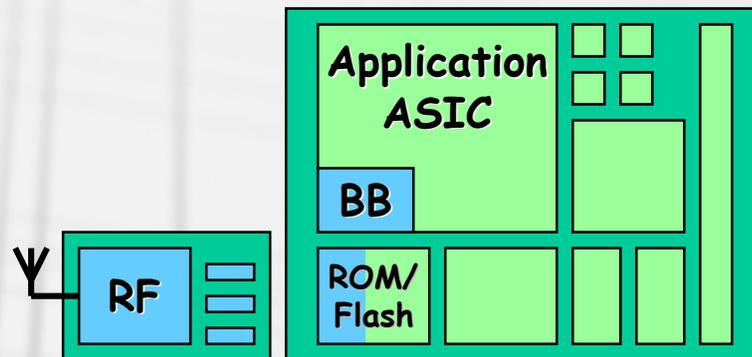 Application
ASIC
BB
RF
ROM/
Flash